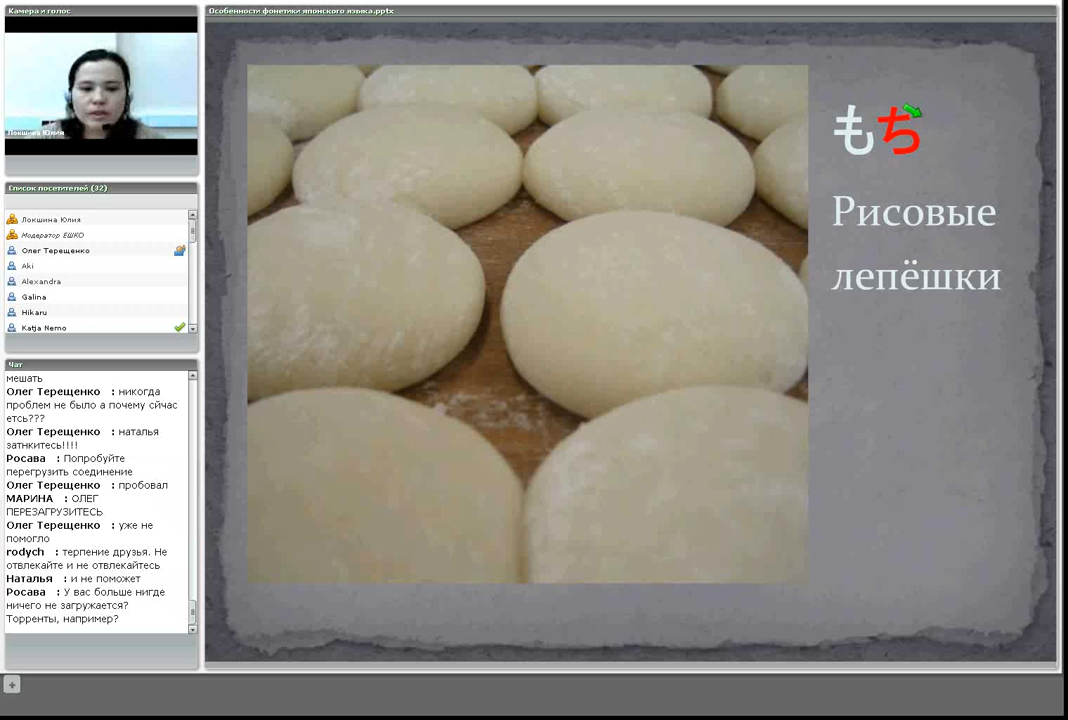 Камера и голос
Локшина Юлия
Список посетителей (32)
Локшина Юлия
Модератор ЕШКО
Олег Терещенко
Aki
Alexandra
Galina
Hikaru
Katja Nemo
Чат
мешать
Олег Терещенко : никогда
проблем не было а почему сйчас
етсь???
Олег Терещенко : наталья
затнкитесь!!!!
Росава : Попробуйте
перегрузить соединение
Олег Терещенко : пробовал
МАРИНА : ОЛЕГ
ПЕРЕЗАГРУЗИТЕСЬ
Олег Терещенко : уже не
помогло
rodych : терпение друзья. Не
отвлекайте и не отвлекайтесь
Наталья : и не поможет
Росава : У вас больше нигде
ничего не загружается?
Торренты, например?
Особенности фонетики японского языка.pptx
もち
Рисовые
лепёшки